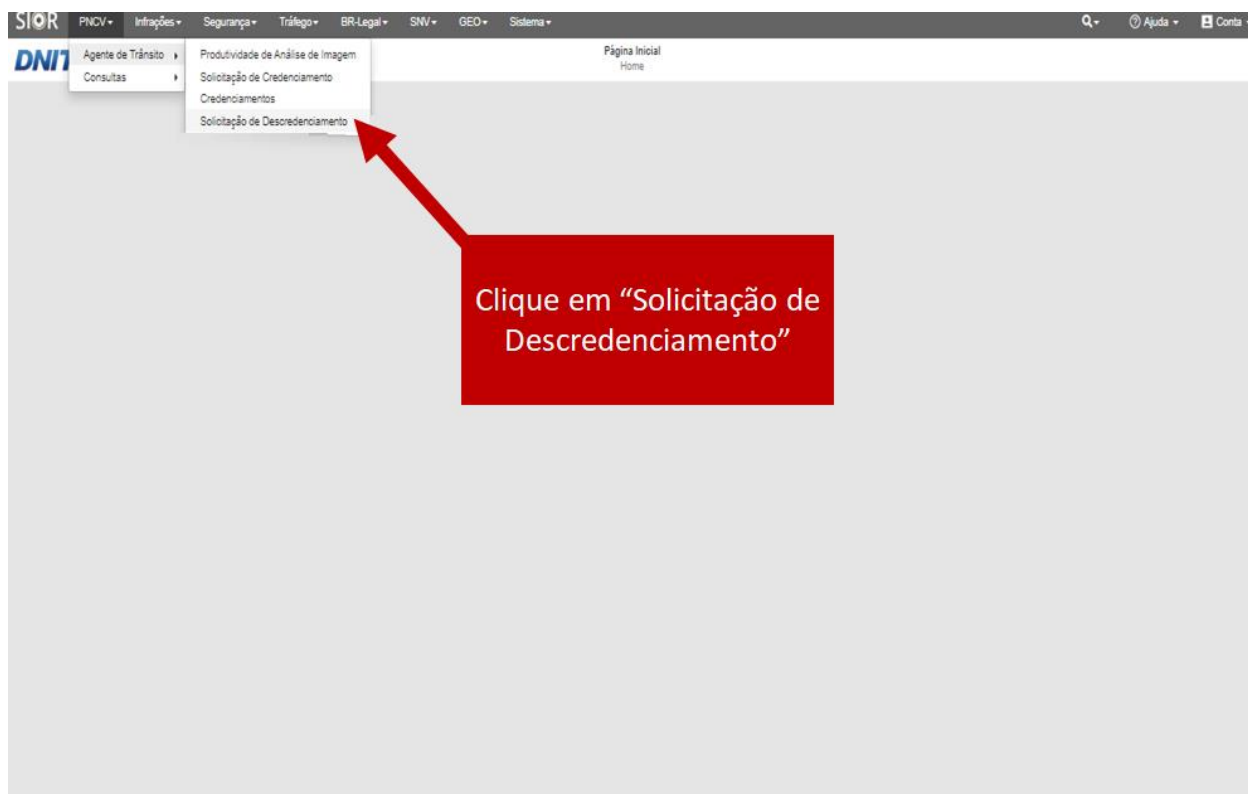 SIOR PNCV Infrações Segurança Tráfego BR-Legal SNV GEO Sistema Ajuda Conta
DNIT
Página Inicial
Home
Agente de Trânsito
Consultas
Produtividade de Análise de Imagem
Solicitação de Credenciamento
Credenciamentos
Solicitação de Descredenciamento
Clique em “Solicitação de
Descredenciamento”